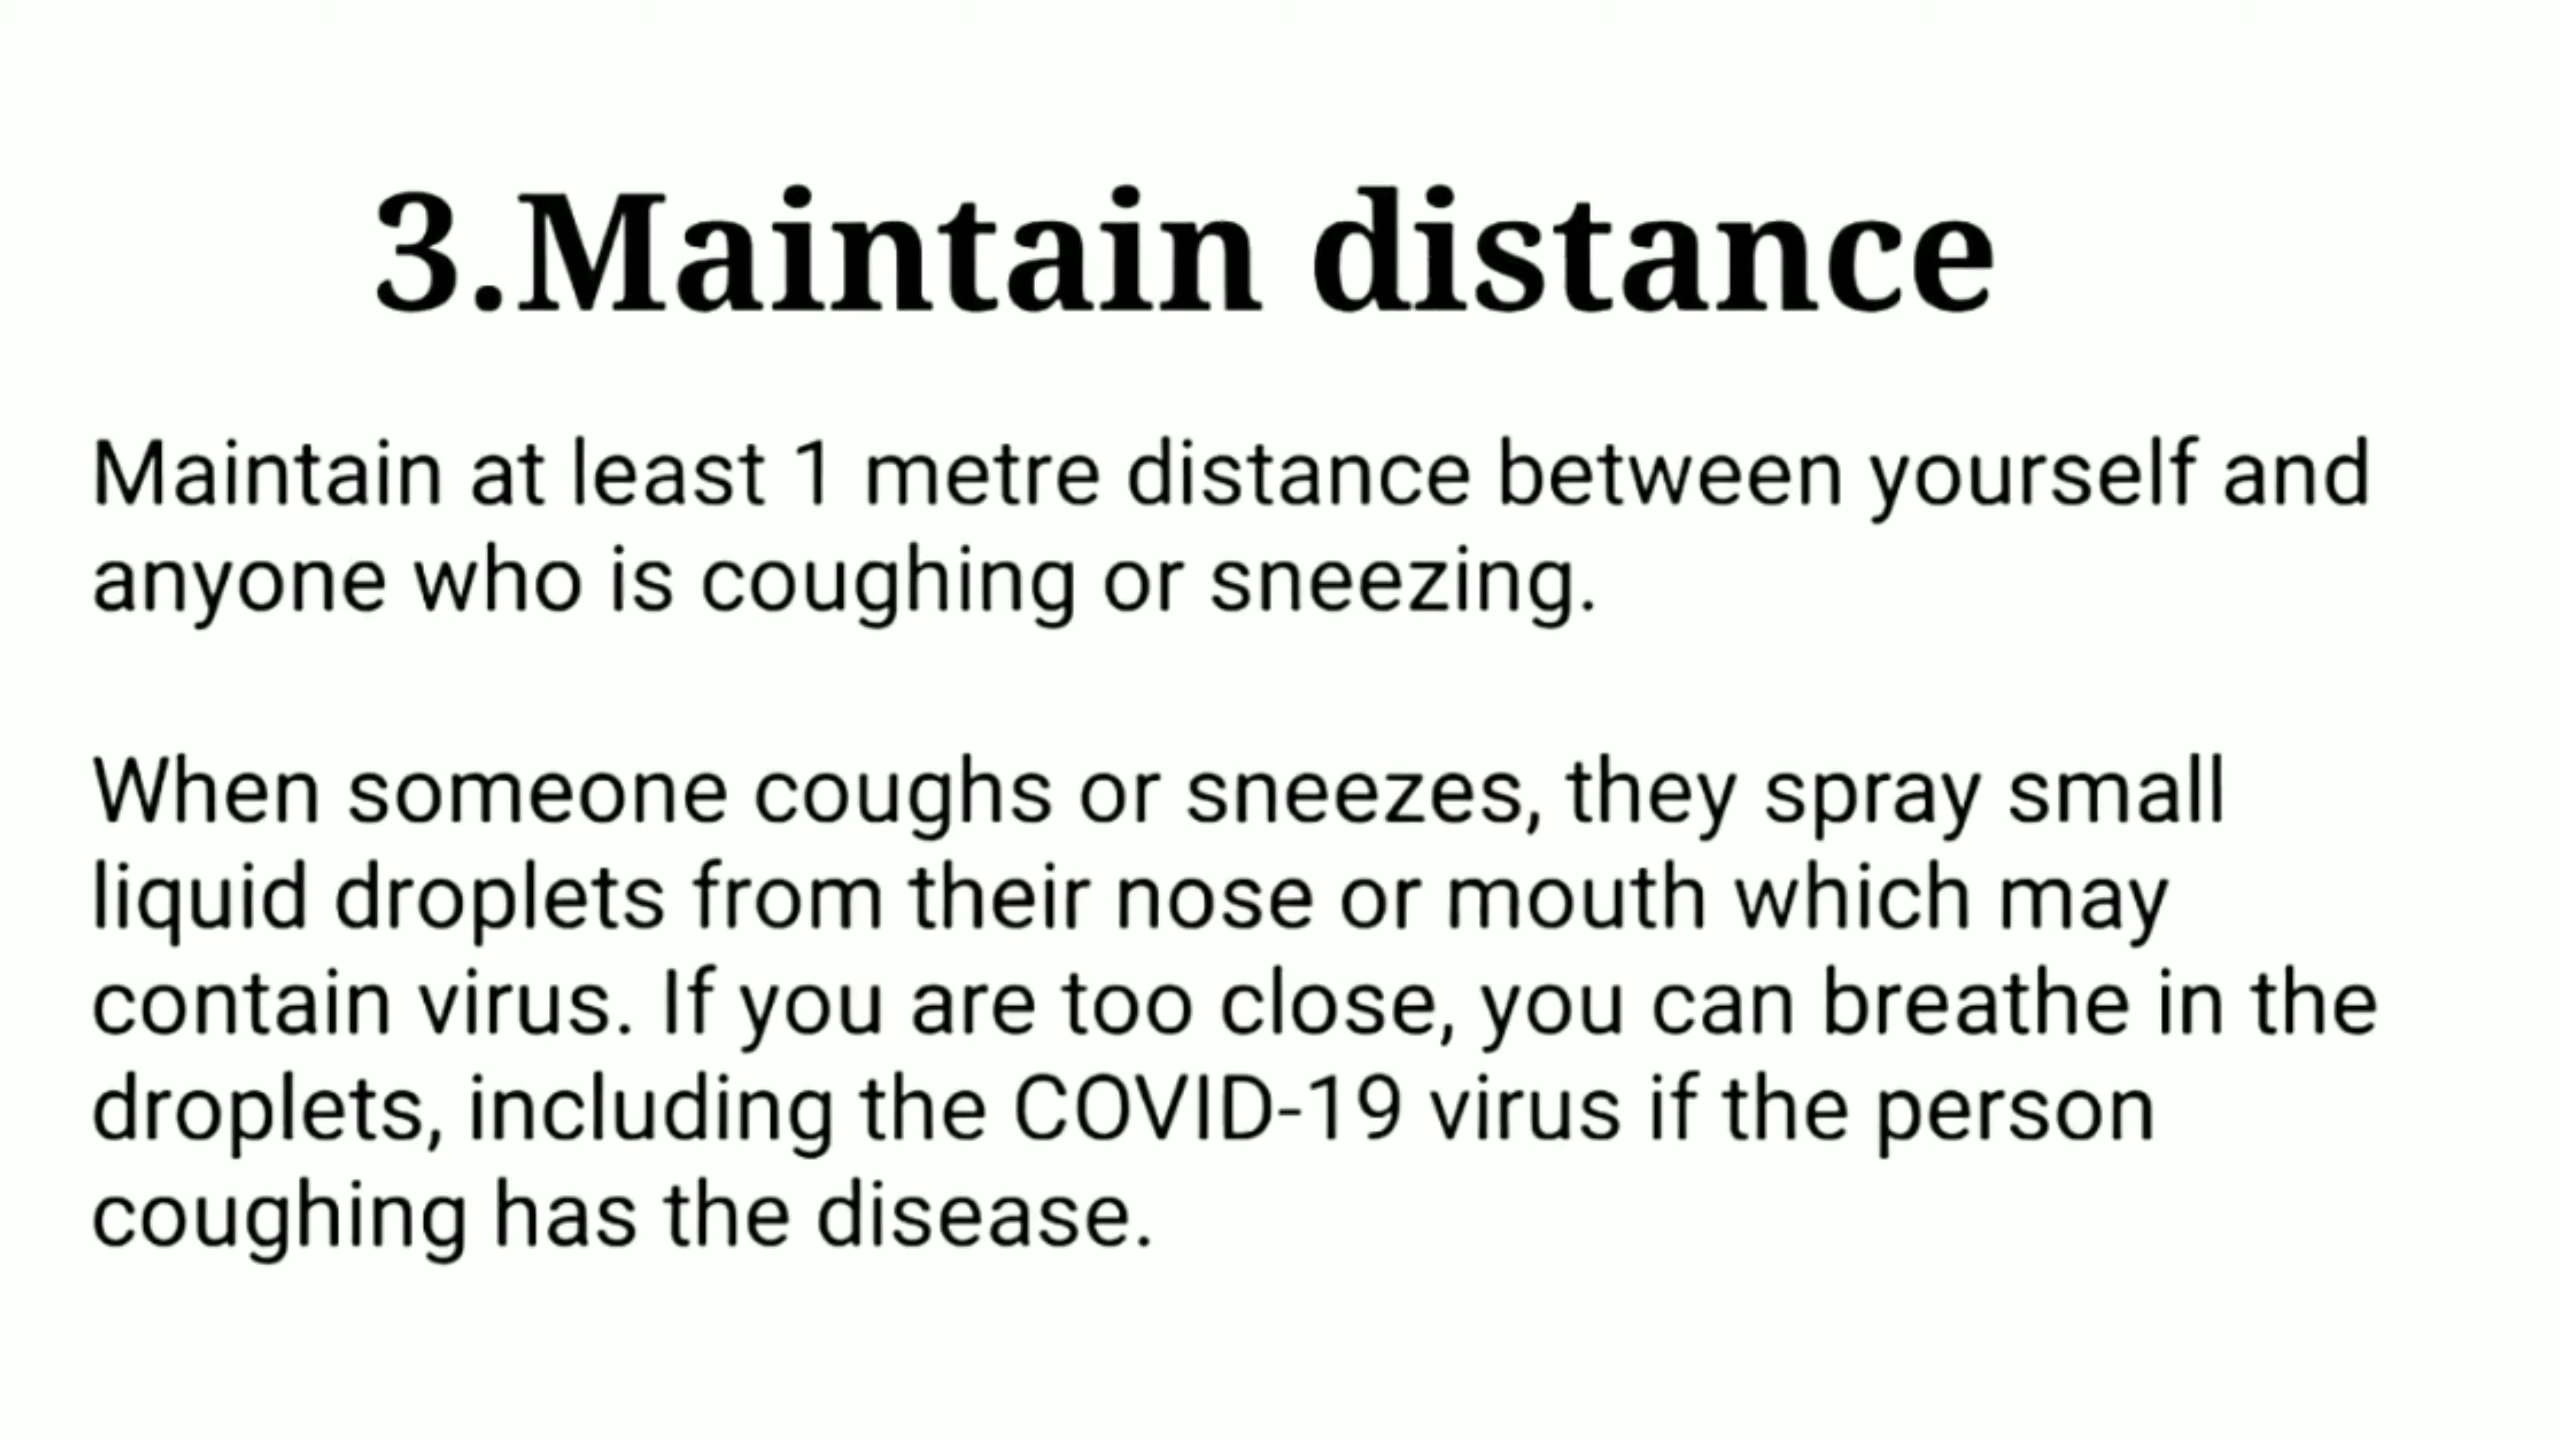 3.Maintain distance
Maintain at least 1 metre distance between yourself and
anyone who is coughing or sneezing.
When someone coughs or sneezes, they spray small
liquid droplets from their nose or mouth which may
contain virus. If you are too close, you can breathe in the
droplets, including the COVID-19 virus if the person
coughing has the disease.